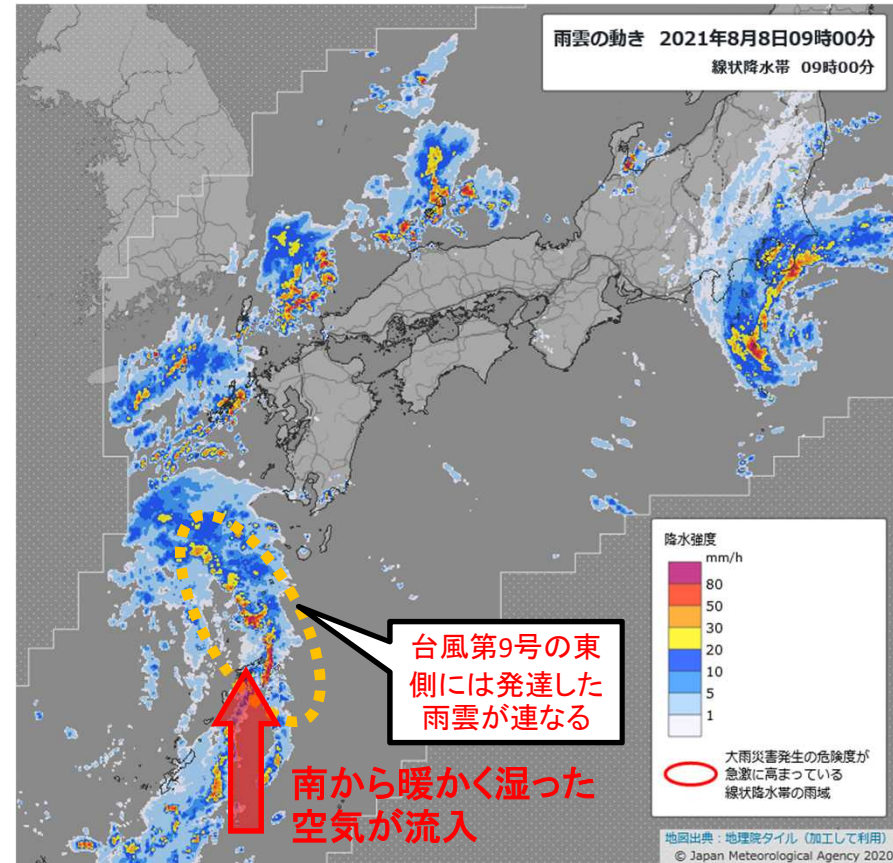 雨雲の動き 2021年8月8日09時00分
線状降水帯 09時00分
台風第9号の東
側には発達した
雨雲が連なる
南から暖かく湿った
空気が流入
降水強度
mm/h
80
50
30
20
10
5
1
大雨災害発生の危険度が
急激に高まっている
線状降水帯の雨域
地図出典:地理院タイル(加工して利用)
© Japan Meteorological Agency 2020